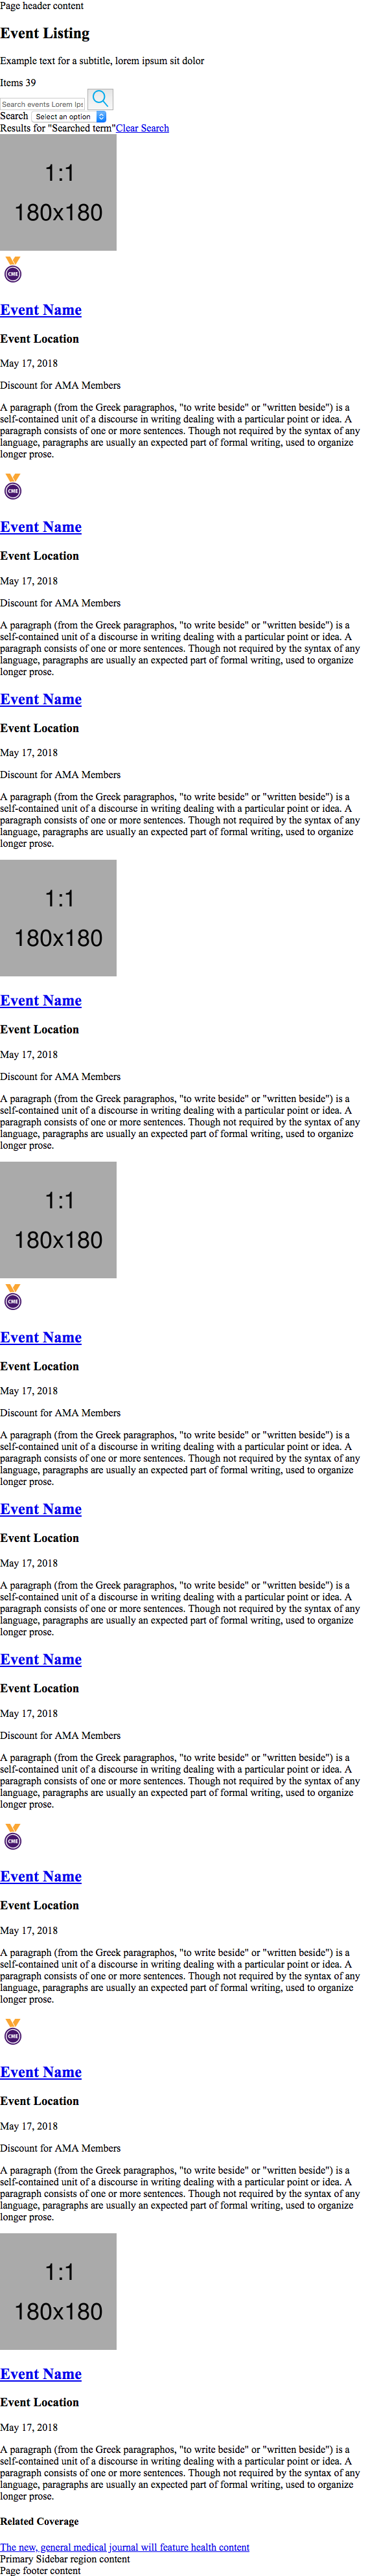 Page header content
Event Listing
Example text for a subtitle, lorem ipsum sit dolor
Items 39
Search events Lorem Ips
Search Select an option
Results for "Searched term"Clear Search
1:1
180x180
CME
Event Name
Event Location
May 17, 2018
Discount for AMA Members
A paragraph (from the Greek paragraphos, "to write beside" or "written beside") is a
self-contained unit of a discourse in writing dealing with a particular point or idea. A
paragraph consists of one or more sentences. Though not required by the syntax of any
language, paragraphs are usually an expected part of formal writing, used to organize
longer prose.
CME
Event Name
Event Location
May 17, 2018
Discount for AMA Members
A paragraph (from the Greek paragraphos, "to write beside" or "written beside") is a
self-contained unit of a discourse in writing dealing with a particular point or idea. A
paragraph consists of one or more sentences. Though not required by the syntax of any
language, paragraphs are usually an expected part of formal writing, used to organize
longer prose.
Event Name
Event Location
May 17, 2018
Discount for AMA Members
A paragraph (from the Greek paragraphos, "to write beside" or "written beside") is a
self-contained unit of a discourse in writing dealing with a particular point or idea. A
paragraph consists of one or more sentences. Though not required by the syntax of any
language, paragraphs are usually an expected part of formal writing, used to organize
longer prose.
1:1
180x180
Event Name
Event Location
May 17, 2018
Discount for AMA Members
A paragraph (from the Greek paragraphos, "to write beside" or "written beside") is a
self-contained unit of a discourse in writing dealing with a particular point or idea. A
paragraph consists of one or more sentences. Though not required by the syntax of any
language, paragraphs are usually an expected part of formal writing, used to organize
longer prose.
1:1
180x180
CME
Event Name
Event Location
May 17, 2018
Discount for AMA Members
A paragraph (from the Greek paragraphos, "to write beside" or "written beside") is a
self-contained unit of a discourse in writing dealing with a particular point or idea. A
paragraph consists of one or more sentences. Though not required by the syntax of any
language, paragraphs are usually an expected part of formal writing, used to organize
longer prose.
Event Name
Event Location
May 17, 2018
A paragraph (from the Greek paragraphos, "to write beside" or "written beside") is a
self-contained unit of a discourse in writing dealing with a particular point or idea. A
paragraph consists of one or more sentences. Though not required by the syntax of any
language, paragraphs are usually an expected part of formal writing, used to organize
longer prose.
Event Name
Event Location
May 17, 2018
Discount for AMA Members
A paragraph (from the Greek paragraphos, "to write beside" or "written beside") is a
self-contained unit of a discourse in writing dealing with a particular point or idea. A
paragraph consists of one or more sentences. Though not required by the syntax of any
language, paragraphs are usually an expected part of formal writing, used to organize
longer prose.
CME
Event Name
Event Location
May 17, 2018
A paragraph (from the Greek paragraphos, "to write beside" or "written beside") is a
self-contained unit of a discourse in writing dealing with a particular point or idea. A
paragraph consists of one or more sentences. Though not required by the syntax of any
language, paragraphs are usually an expected part of formal writing, used to organize
longer prose.
CME
Event Name
Event Location
May 17, 2018
Discount for AMA Members
A paragraph (from the Greek paragraphos, "to write beside" or "written beside") is a
self-contained unit of a discourse in writing dealing with a particular point or idea. A
paragraph consists of one or more sentences. Though not required by the syntax of any
language, paragraphs are usually an expected part of formal writing, used to organize
longer prose.
1:1
180x180
Event Name
Event Location
May 17, 2018
A paragraph (from the Greek paragraphos, "to write beside" or "written beside") is a
self-contained unit of a discourse in writing dealing with a particular point or idea. A
paragraph consists of one or more sentences. Though not required by the syntax of any
language, paragraphs are usually an expected part of formal writing, used to organize
longer prose.
Related Coverage
The new, general medical journal will feature health content
Primary Sidebar region content
Page footer content